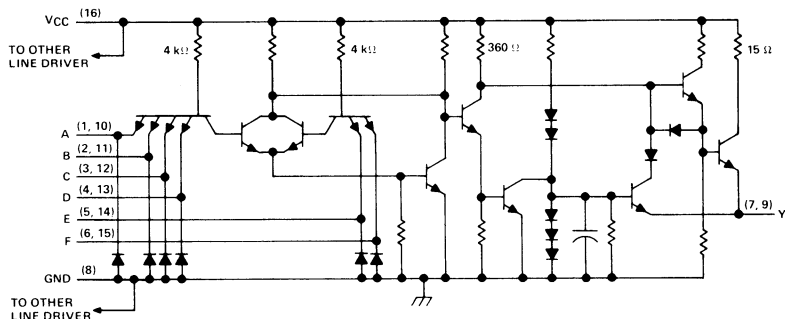 VCC (16)
TO OTHER
LINE DRIVER
4 kΩ
4 kΩ
360 Ω
15 Ω
A (1, 10)
B (2, 11)
C (3, 12)
D (4, 13)
E (5, 14)
F (6, 15)
(7, 9) Y
GND (8)
TO OTHER
LINE DRIVER